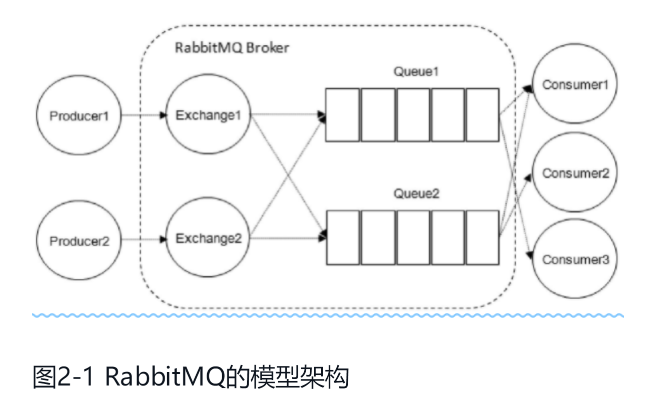 RabbitMQ Broker
Queue1
Producer1
Exchange1
Consumer1
Queue2
Consumer2
Producer2
Exchange2
Consumer3
图2-1 RabbitMQ的模型架构